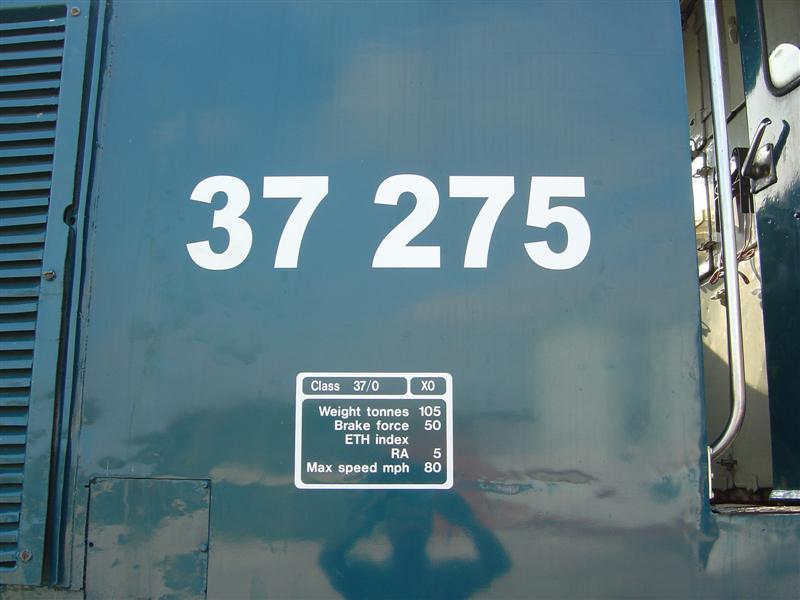 37 275
Class 37/0 X0
Weight tonnes 105
Brake force 50
ETH index
RA 5
Max speed mph 80